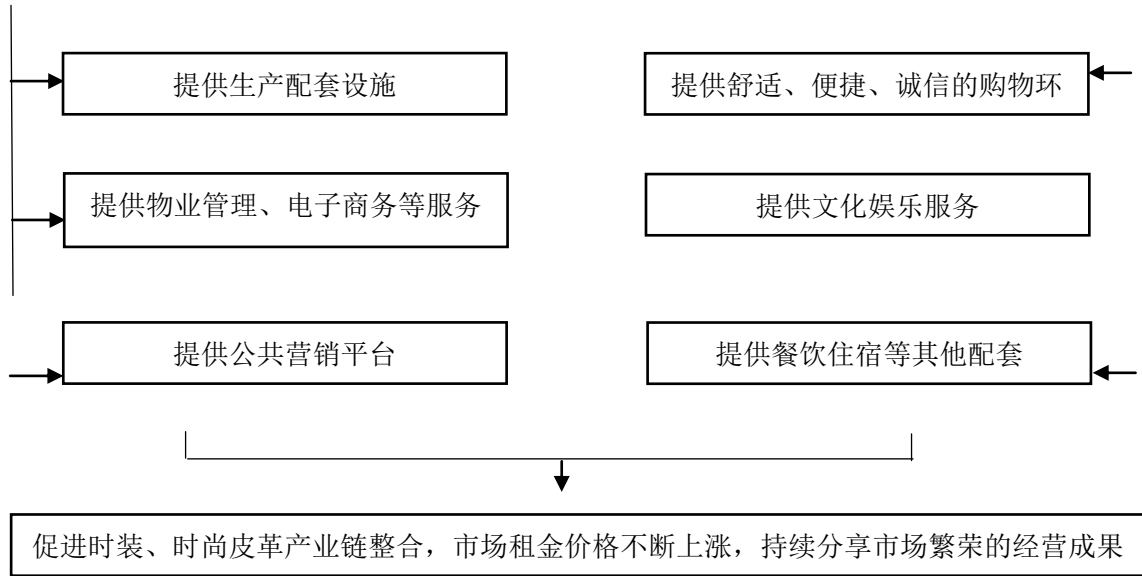 提供生产配套设施
提供舒适、便捷、诚信的购物环
提供物业管理、电子商务等服务
提供文化娱乐服务
提供公共营销平台
提供餐饮住宿等其他配套
促进时装、时尚皮革产业链整合，市场租金价格不断上涨，持续分享市场繁荣的经营成果